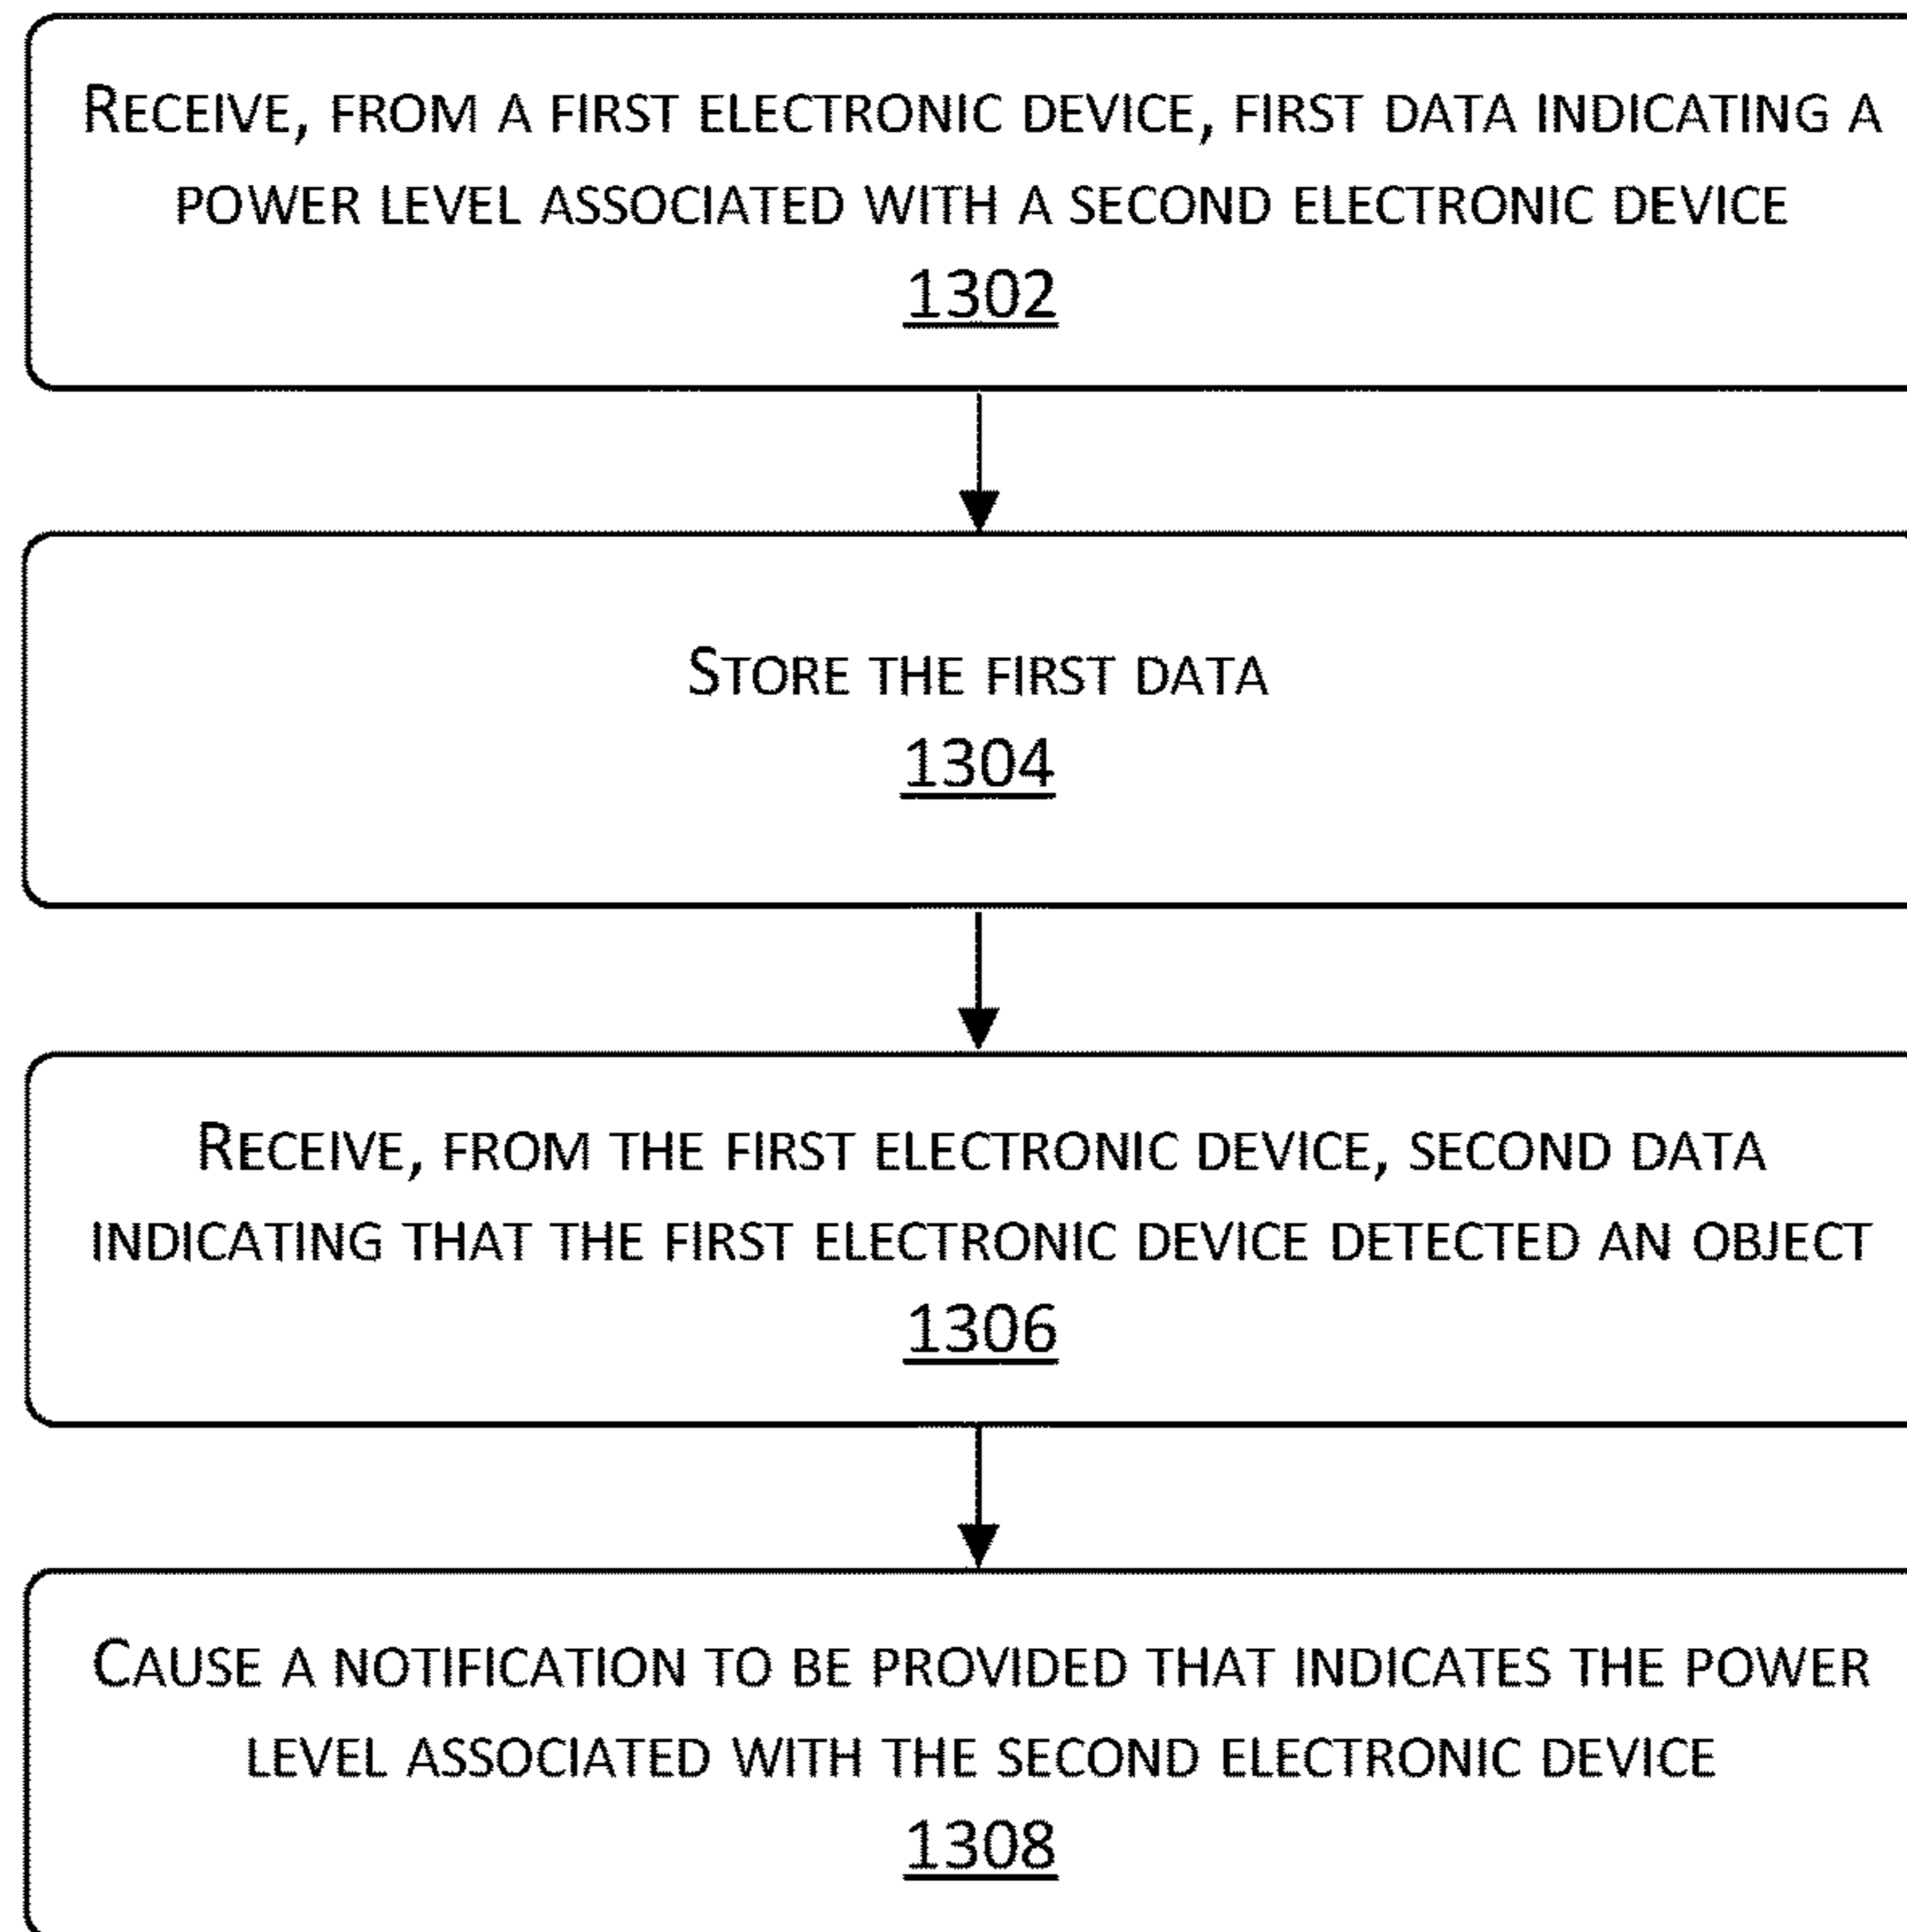 RECEIVE, FROM A FIRST ELECTRONIC DEVICE, FIRST DATA INDICATING A
POWER LEVEL ASSOCIATED WITH A SECOND ELECTRONIC DEVICE
1302
STORE THE FIRST DATA
1304
RECEIVE, FROM THE FIRST ELECTRONIC DEVICE, SECOND DATA
INDICATING THAT THE FIRST ELECTRONIC DEVICE DETECTED AN OBJECT
1306
CAUSE A NOTIFICATION TO BE PROVIDED THAT INDICATES THE POWER
LEVEL ASSOCIATED WITH THE SECOND ELECTRONIC DEVICE
1308